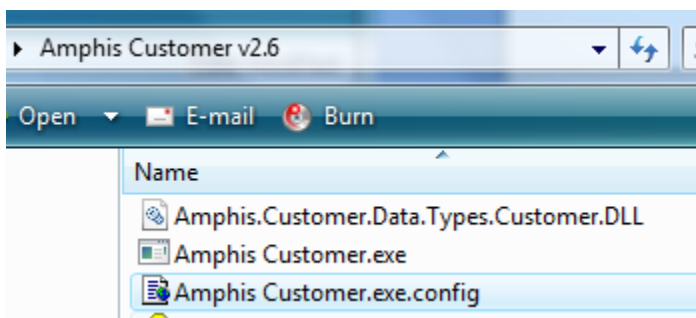 Amphis Customer v2.6
Open E-mail Burn
Name
Amphis.Customer.Data.Types.Customer.DLL
Amphis Customer.exe
Amphis Customer.exe.config